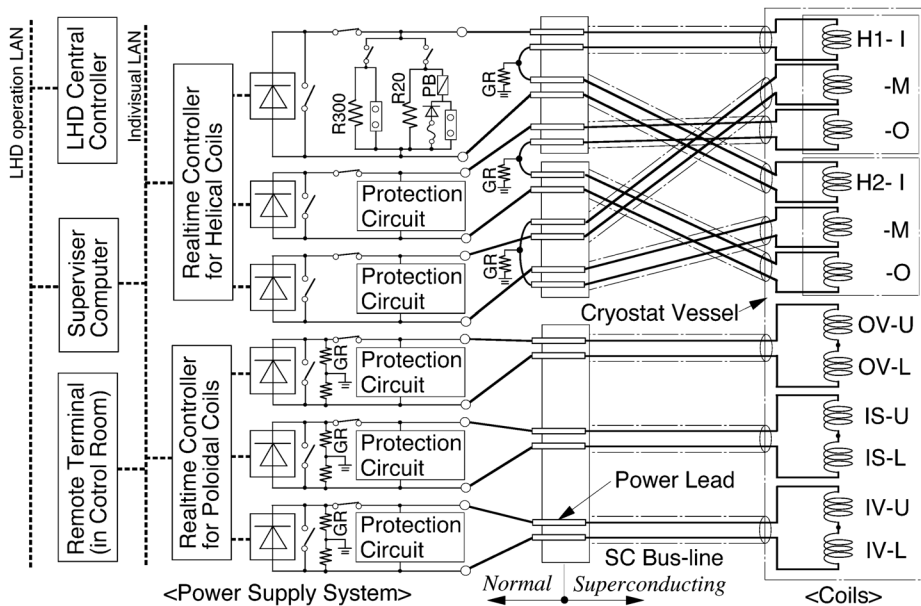 LHD operation LAN
LHD Central
Controller
Superviser
Computer
Remote Terminal
(in Cotrol Room)
Indivisual LAN
Realtime Controller
for Helical Coils
Realtime Controller
for Poloidal Coils
R300
R20
PB
Protection
Circuit
Protection
Circuit
GR
Protection
Circuit
GR
Protection
Circuit
GR
Protection
Circuit
GR
GR
GR
H1- I
-M
-O
H2- I
-M
-O
Cryostat Vessel
OV-U
OV-L
IS-U
IS-L
IV-U
IV-L
Power Lead
SC Bus-line
<Power Supply System>
Normal
Superconducting
<Coils>